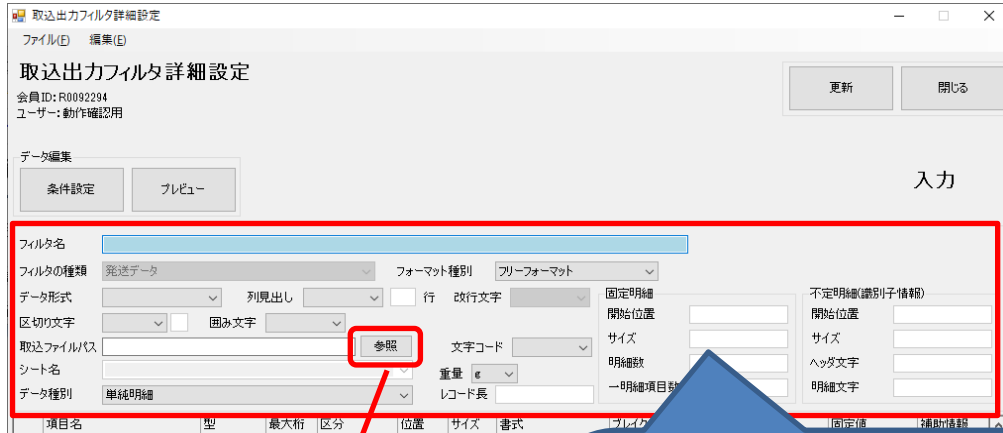 取込出力フィルタ詳細設定
ファイル(F) 編集(E)
取込出力フィルタ詳細設定
会員ID: R0092294
ユーザー: 動作確認用
更新 閉じる
データ編集
条件設定 プレビュー
入力
フィルタ名
フィルタの種類 発送データ フォーマット種別 フリーフォーマット
データ形式 列見出し 行 改行文字
区切り文字 囲み文字
取込ファイルパス 参照 文字コード
シート名 重量 g
データ種別 単純明細 レコード長
固定明細
開始位置
サイズ
明細数
一明細項目数
不定明細(識別子情報)
開始位置
サイズ
ヘッダ文字
明細文字
項目名 型 最大桁 区分 位置 サイズ 書式 固定値 補助情報